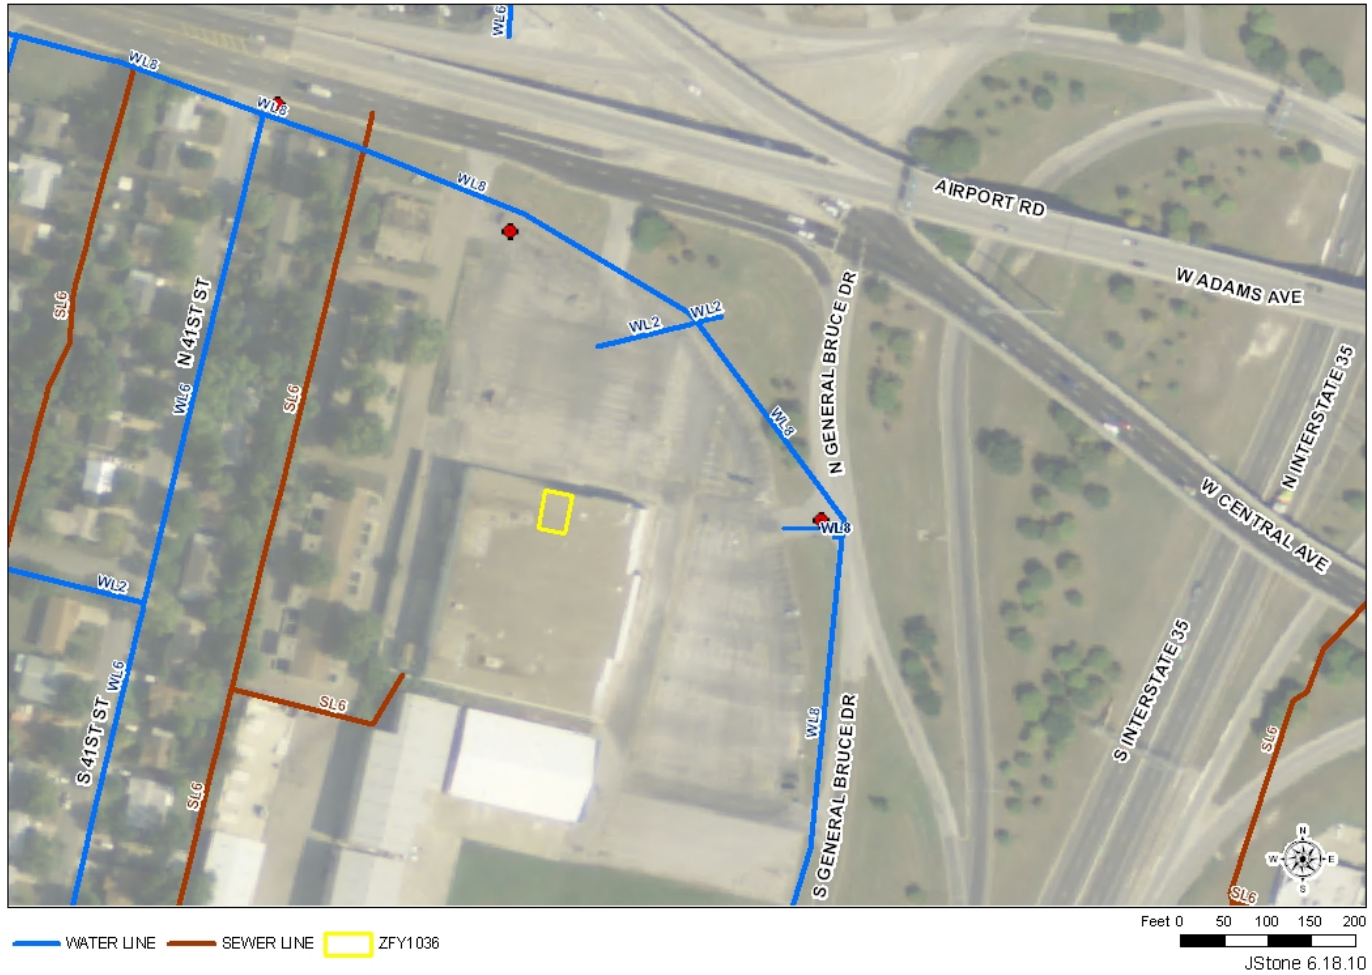 WL6
WL8
WL8
WL8
AIRPORT RD
W ADAMS AVE
SL6
N 41ST ST
WL6
SL6
WL2
WL2
N GENERAL BRUCE DR
WL8
N INTERSTATE 35
W CENTRAL AVE
WL8
WL2
WL6
S 41ST ST
SL6
SL6
WL8
S GENERAL BRUCE DR
S INTERSTATE 35
SL6
SL6
N
W
E
S
WATER LINE
SEWER LINE
ZFY1036
Feet 0 50 100 150 200
JStone 6.18.10